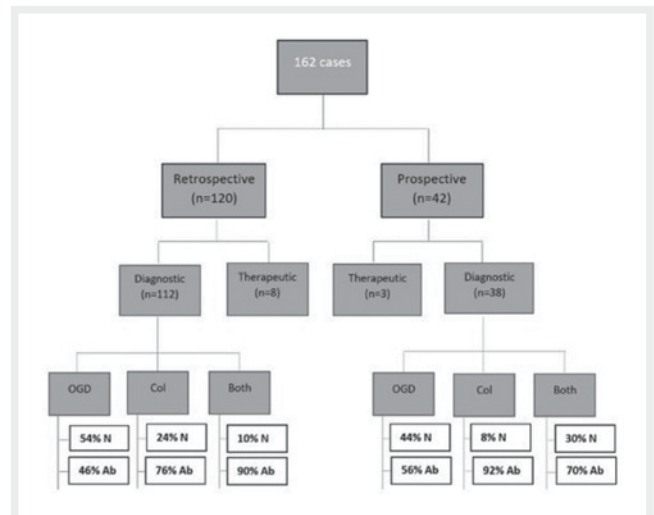 162 cases
Retrospective
(n=120)
Prospective
(n=42)
Diagnostic
(n=112)
Therapeutic
(n=8)
Therapeutic
(n=3)
Diagnostic
(n=38)
OGD
Col
Both
OGD
Col
Both
54% N
24% N
10% N
44% N
8% N
30% N
46% Ab
76% Ab
90% Ab
56% Ab
92% Ab
70% Ab